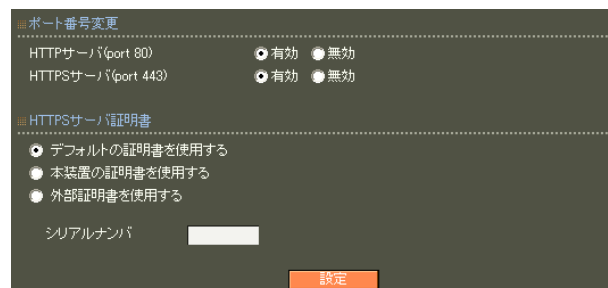 ポート番号変更
HTTPサーバ(port 80) 有効 無効
HTTPSサーバ(port 443) 有効 無効
HTTPSサーバ証明書
デフォルトの証明書を使用する
本装置の証明書を使用する
外部証明書を使用する
シリアルナンバ
設定